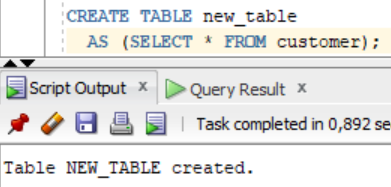 CREATE TABLE new_table
AS (SELECT * FROM customer);
Script Output x Query Result x
Task completed in 0,892 se
Table NEW_TABLE created.